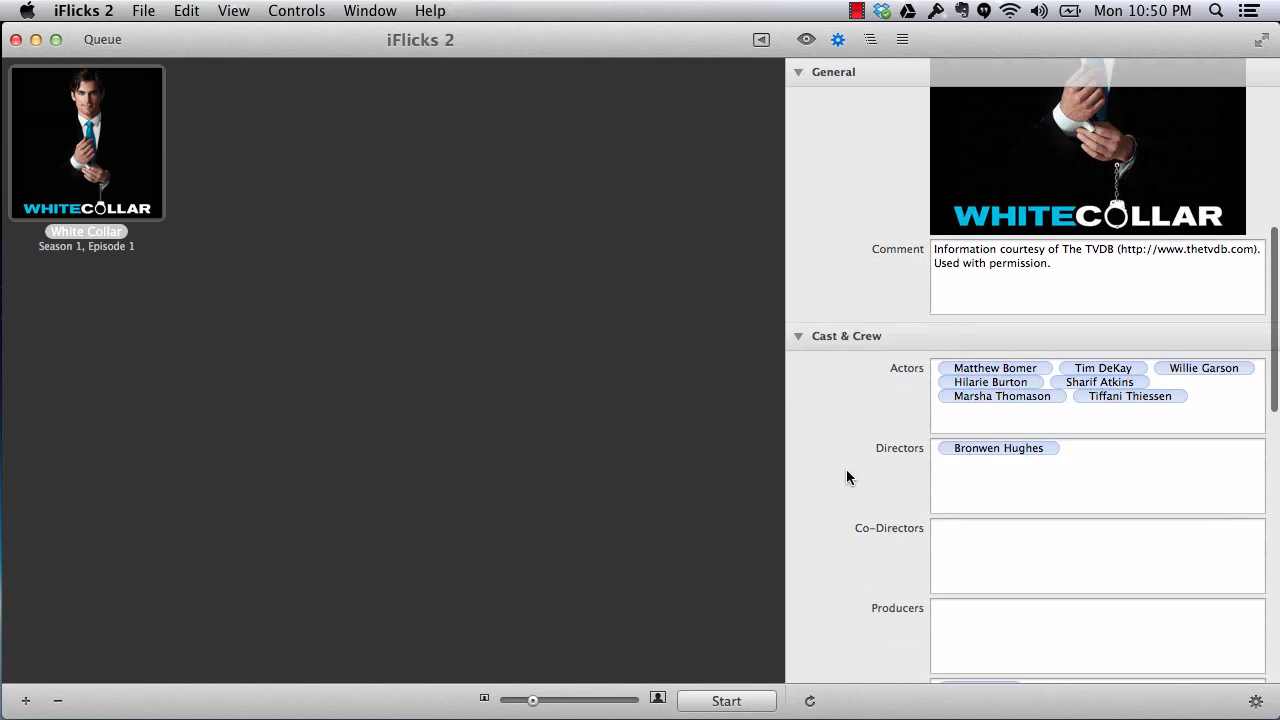 iFlicks 2 File Edit View Controls Window Help Mon 10:50 PM
Queue iFlicks 2
WHITECOLLAR
White Collar
Season 1, Episode 1
General
WHITECOLLAR
Comment Information courtesy of The TVDB (http://www.thetvdb.com).
Used with permission.
Cast & Crew
Actors Matthew Bomer Tim DeKay Willie Garson
Hilarie Burton Sharif Atkins
Marsha Thomason Tiffani Thiessen
Directors Bronwen Hughes
Co-Directors
Producers
Start